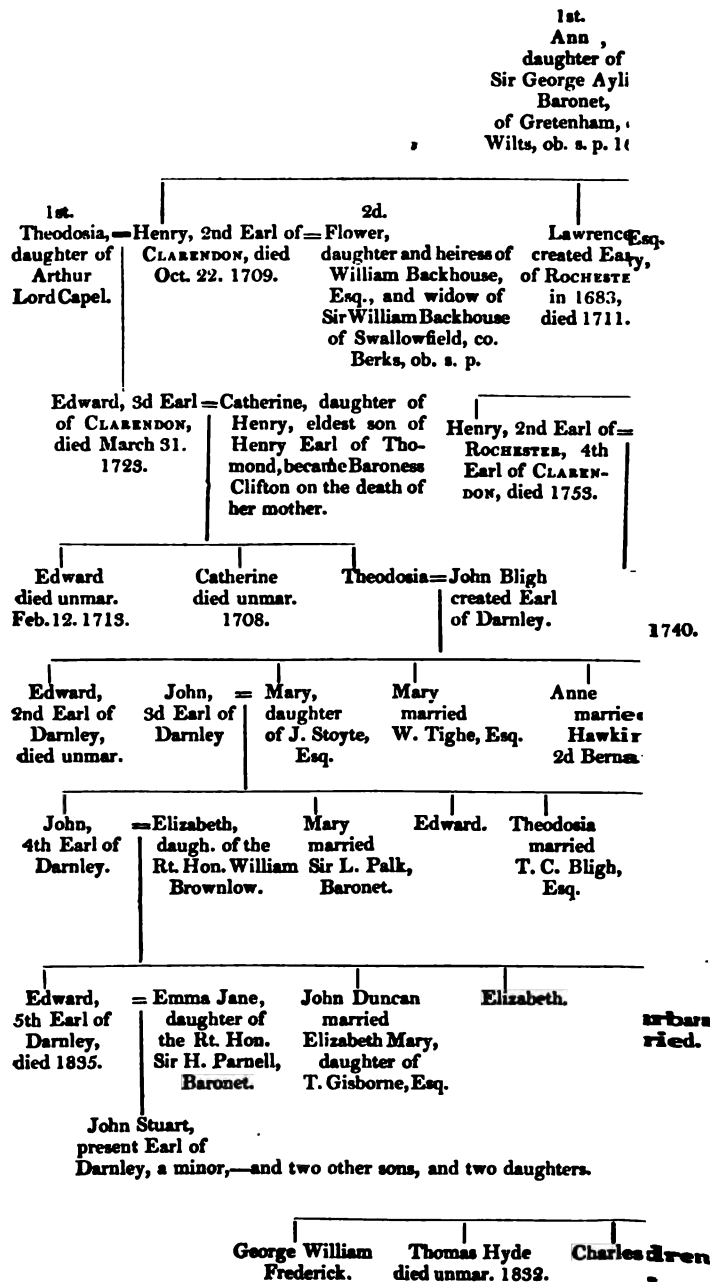 1st.
Ann ,
daughter of
Sir George Ayli
Baronet,
of Gretenham,
Wilts, ob. s. p. 16
1st.
Theodosia,
daughter of
Arthur
Lord Capel.
= Henry, 2nd Earl of
CLARENDON, died
Oct. 22. 1709.
2d.
= Flower,
daughter and heiress of
William Backhouse,
Esq., and widow of
Sir William Backhouse
of Swallowfield, co.
Berks, ob. s. p.
Lawrence
created Ea
of ROCHESTE
in 1683,
died 1711.
Esq.
Edward, 3d Earl
of CLARENDON,
died March 31.
1723.
= Catherine, daughter of
Henry, eldest son of
Henry Earl of Tho-
mond, became Baroness
Clifton on the death of
her mother.
Henry, 2nd Earl of =
ROCHESTER, 4th
Earl of CLAREN-
DON, died 1753.
Edward
died unmar.
Feb. 12. 1713.
Catherine
died unmar.
1708.
Theodosia = John Bligh
created Earl
of Darnley.
1740.
Edward,
2nd Earl of
Darnley,
died unmar.
John,
3d Earl of
Darnley
= Mary,
daughter
of J. Stoyte,
Esq.
Mary
married
W. Tighe, Esq.
Anne
married
Hawkin
2d Berna
John,
4th Earl of
Darnley.
= Elizabeth,
daugh. of the
Rt. Hon. William
Brownlow.
Mary
married
Sir L. Palk,
Baronet.
Edward.
Theodosia
married
T. C. Bligh,
Esq.
Edward,
5th Earl of
Darnley,
died 1835.
= Emma Jane,
daughter of
the Rt. Hon.
Sir H. Parnell,
Baronet.
John Duncan
married
Elizabeth Mary,
daughter of
T. Gisborne, Esq.
Elizabeth.
ried.
John Stuart,
present Earl of
Darnley, a minor,—and two other sons, and two daughters.
George William
Frederick.
Thomas Hyde
died unmar. 1832.
Charles
dren